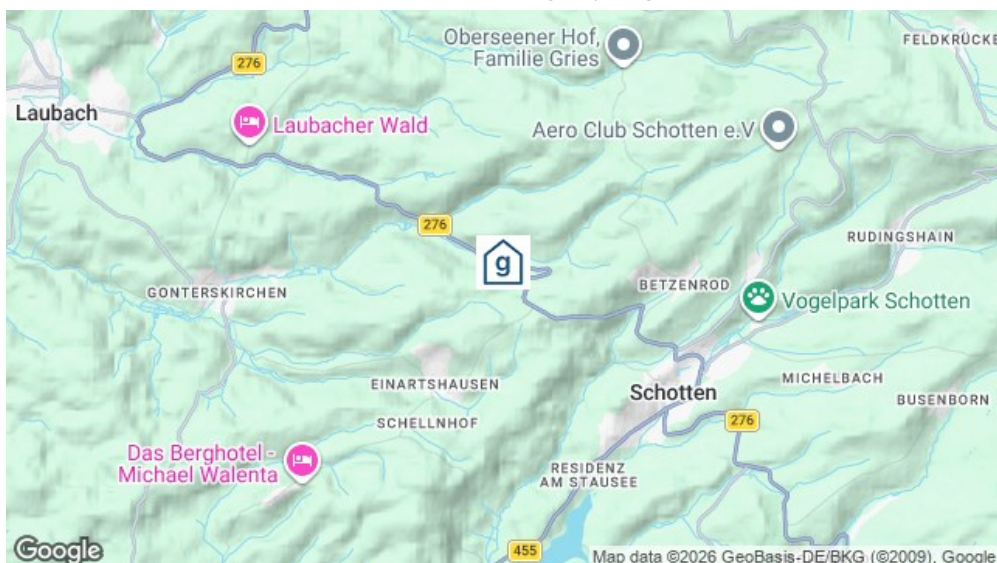 Oberseener Hof,
Familie Gries
FELDKRÜCKE
276
Laubach
Laubacher Wald
Aero Club Schotten e.V
276
RUDINGSHAIN
g
BETZENROD
GONTERSKIRCHEN
Vogelpark Schotten
EINARTSHAUSEN
MICHELBACH
Schotten
BUSENBORN
SCHELLNHOF
276
Das Berghotel -
Michael Walenta
RESIDENZ
AM STAUSEE
Google
455
Map data ©2026 GeoBasis-DE/BKG (©2009), Google